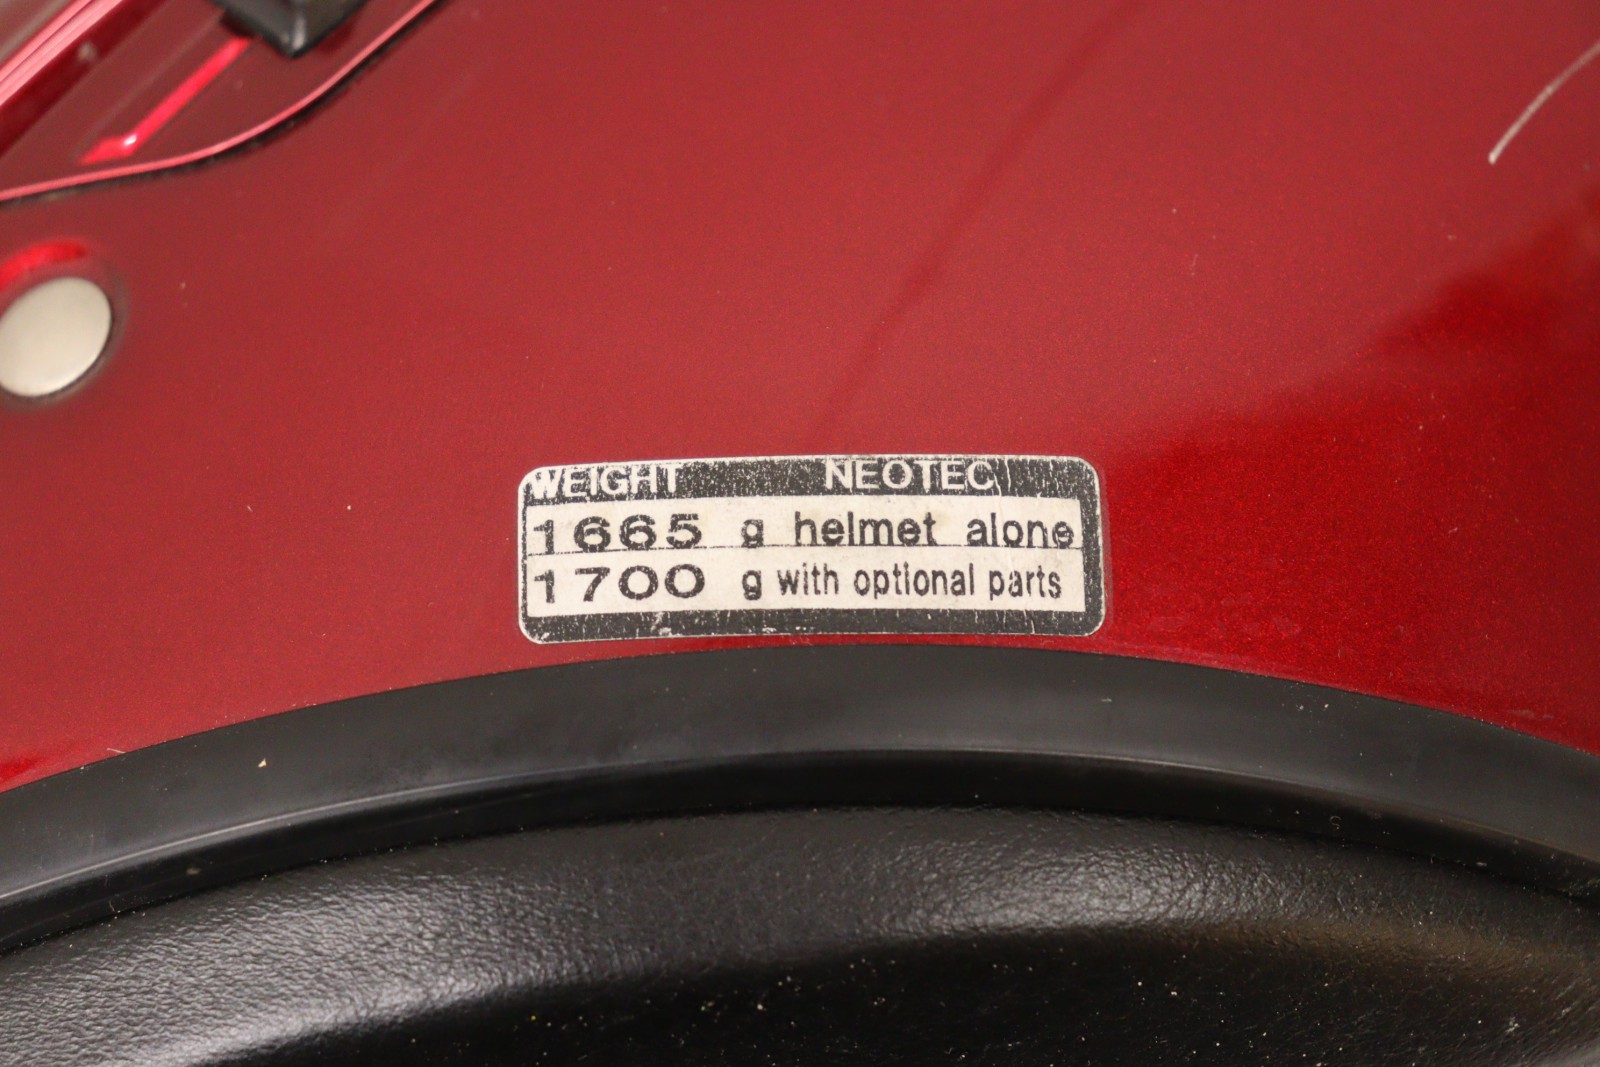 WEIGHT NEOTEC
1665 g helmet alone
1700 g with optional parts